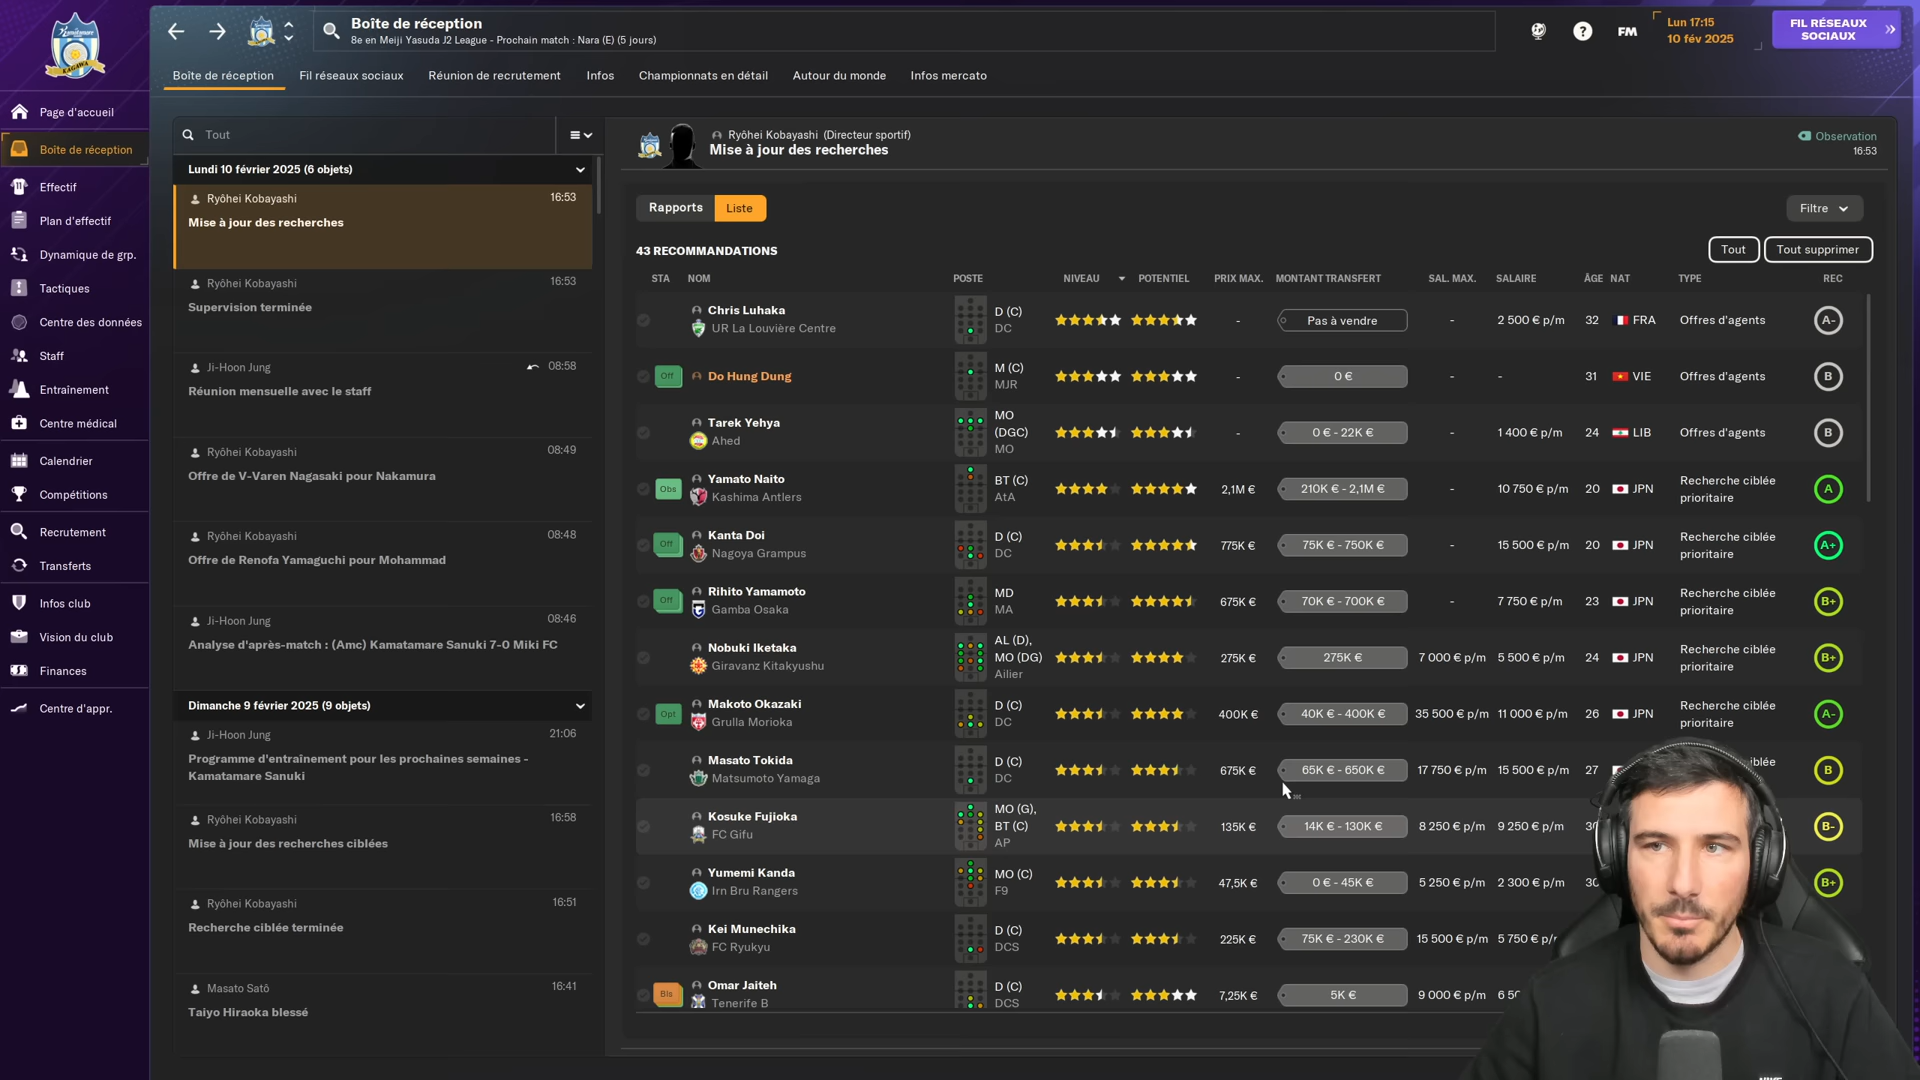 Boîte de réception
8e en Meiji Yasuda J2 League - Prochain match : Nara (E) (5 jours)
FM
Lun 17:15
10 fév 2025
FIL RÉSEAUX
SOCIAUX
Boîte de réception
Fil réseaux sociaux
Réunion de recrutement
Infos
Championnats en détail
Autour du monde
Infos mercato
KAGAWA
Page d'accueil
Boîte de réception
Effectif
Plan d'effectif
Dynamique de grp.
Tactiques
Centre des données
Staff
Entraînement
Centre médical
Calendrier
Compétitions
Recrutement
Transferts
Infos club
Vision du club
Finances
Centre d'appr.
Tout
Lundi 10 février 2025 (6 objets)
Ryôhei Kobayashi 16:53
Mise à jour des recherches
Ryôhei Kobayashi 16:53
Supervision terminée
Ji-Hoon Jung 08:58
Réunion mensuelle avec le staff
Ryôhei Kobayashi 08:49
Offre de V-Varen Nagasaki pour Nakamura
Ryôhei Kobayashi 08:48
Offre de Renofa Yamaguchi pour Mohammad
Ji-Hoon Jung 08:46
Analyse d'après-match : (Amc) Kamatamare Sanuki 7-0 Miki FC
Dimanche 9 février 2025 (9 objets)
Ji-Hoon Jung 21:06
Programme d'entraînement pour les prochaines semaines -
Kamatamare Sanuki
Ryôhei Kobayashi 16:58
Mise à jour des recherches ciblées
Ryôhei Kobayashi 16:51
Recherche ciblée terminée
Masato Satô 16:41
Taiyo Hiraoka blessé
Ryôhei Kobayashi (Directeur sportif)
Mise à jour des recherches
Observation
16:53
Rapports
Liste
Filtre
43 RECOMMANDATIONS
Tout
Tout supprimer
STA NOM POSTE NIVEAU POTENTIEL PRIX MAX. MONTANT TRANSFERT SAL. MAX. SALAIRE ÂGE NAT TYPE REC
Chris Luhaka D (C)
UR La Louvière Centre DC - Pas à vendre - 2 500 € p/m 32 FRA Offres d'agents A-
Off Do Hung Dung M (C)
MJR - 0 € - - 31 VIE Offres d'agents B
Tarek Yehya MO
(DGC)
Ahed MO - 0 € - 22K € - 1 400 € p/m 24 LIB Offres d'agents B
Obs Yamato Naito BT (C) Recherche ciblée
Kashima Antlers AtA 2,1M € 210K € - 2,1M € - 10 750 € p/m 20 JPN prioritaire A
Off Kanta Doi D (C) Recherche ciblée
Nagoya Grampus DC 775K € 75K € - 750K € - 15 500 € p/m 20 JPN prioritaire A+
Off Rihito Yamamoto MD Recherche ciblée
Gamba Osaka MA 675K € 70K € - 700K € - 7 750 € p/m 23 JPN prioritaire B+
Nobuki Iketaka AL (D),
MO (DG) Recherche ciblée
Giravanz Kitakyushu Ailier 275K € 275K € 7 000 € p/m 5 500 € p/m 24 JPN prioritaire B+
Opt Makoto Okazaki D (C) Recherche ciblée
Grulla Morioka DC 400K € 40K € - 400K € 35 500 € p/m 11 000 € p/m 26 JPN prioritaire A-
Masato Tokida D (C)
Matsumoto Yamaga DC 675K € 65K € - 650K € 17 750 € p/m 15 500 € p/m 27 B
Kosuke Fujioka MO (G),
BT (C)
FC Gifu AP 135K € 14K € - 130K € 8 250 € p/m 9 250 € p/m B-
Yumemi Kanda MO (C)
Irn Bru Rangers F9 47,5K € 0 € - 45K € 5 250 € p/m 2 300 € p/m B+
Kei Munechika D (C)
FC Ryukyu DCS 225K € 75K € - 230K € 15 500 € p/m 5 750 €
Bls Omar Jaiteh D (C)
Tenerife B DCS 7,25K € 5K € 9 000 € p/m